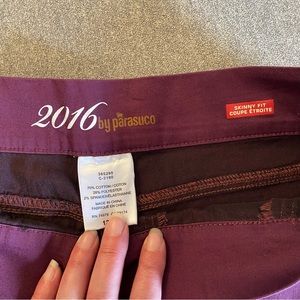 2016
by parasuco
SKINNY FIT
COUPE ÉTROITE
C-2190
70% COTTON/COTON
28% POLYESTER
2% SPANDEX/ELASTHANNE
MADE IN CHINA
FABRIQUÉ EN CHINE